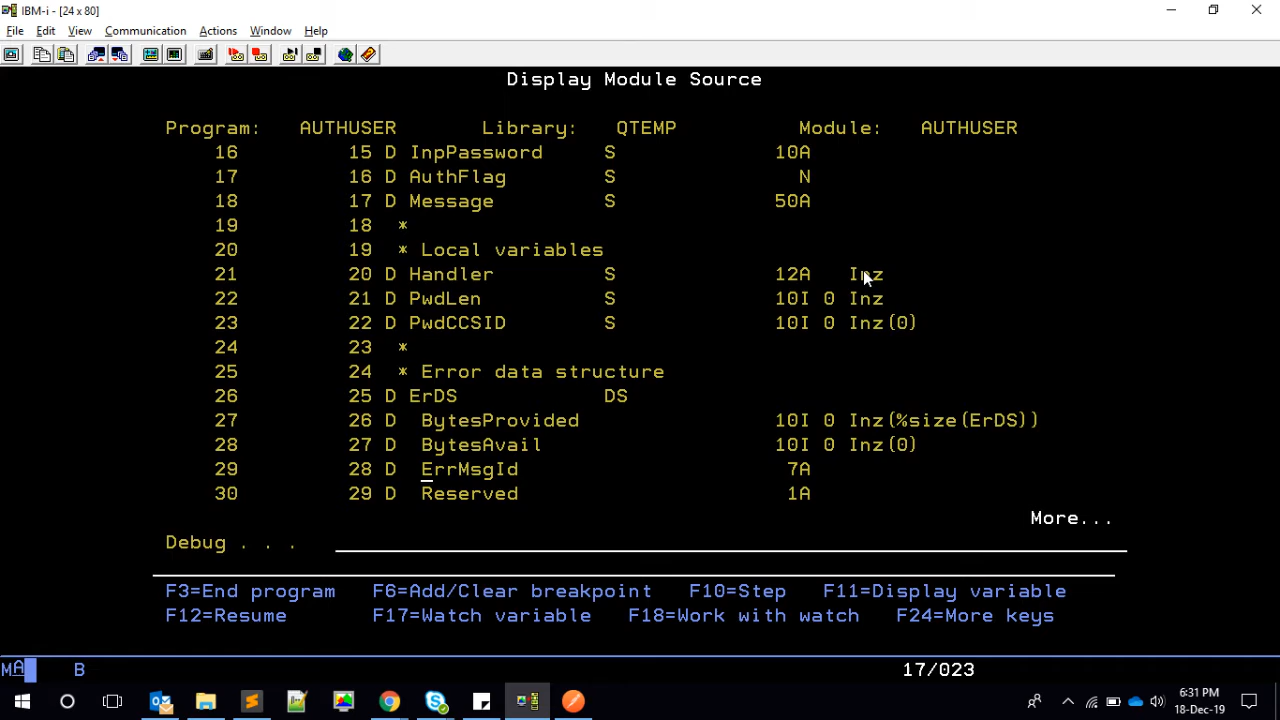 IBM-i - [24 x 80]
File Edit View Communication Actions Window Help
Display Module Source
Program: AUTHUSER Library: QTEMP Module: AUTHUSER
16 15 D InpPassword S 10A
17 16 D AuthFlag S N
18 17 D Message S 50A
19 18 *
20 19 * Local variables
21 20 D Handler S 12A Inz
22 21 D PwdLen S 10I 0 Inz
23 22 D PwdCCSID S 10I 0 Inz(0)
24 23 *
25 24 * Error data structure
26 25 D ErDS DS
27 26 D BytesProvided 10I 0 Inz(%size(ErDS))
28 27 D BytesAvail 10I 0 Inz(0)
29 28 D ErrMsgId 7A
30 29 D Reserved 1A
More...
Debug . . .
F3=End program F6=Add/Clear breakpoint F10=Step F11=Display variable
F12=Resume F17=Watch variable F18=Work with watch F24=More keys
MA B 17/023
6:31 PM
18-Dec-19